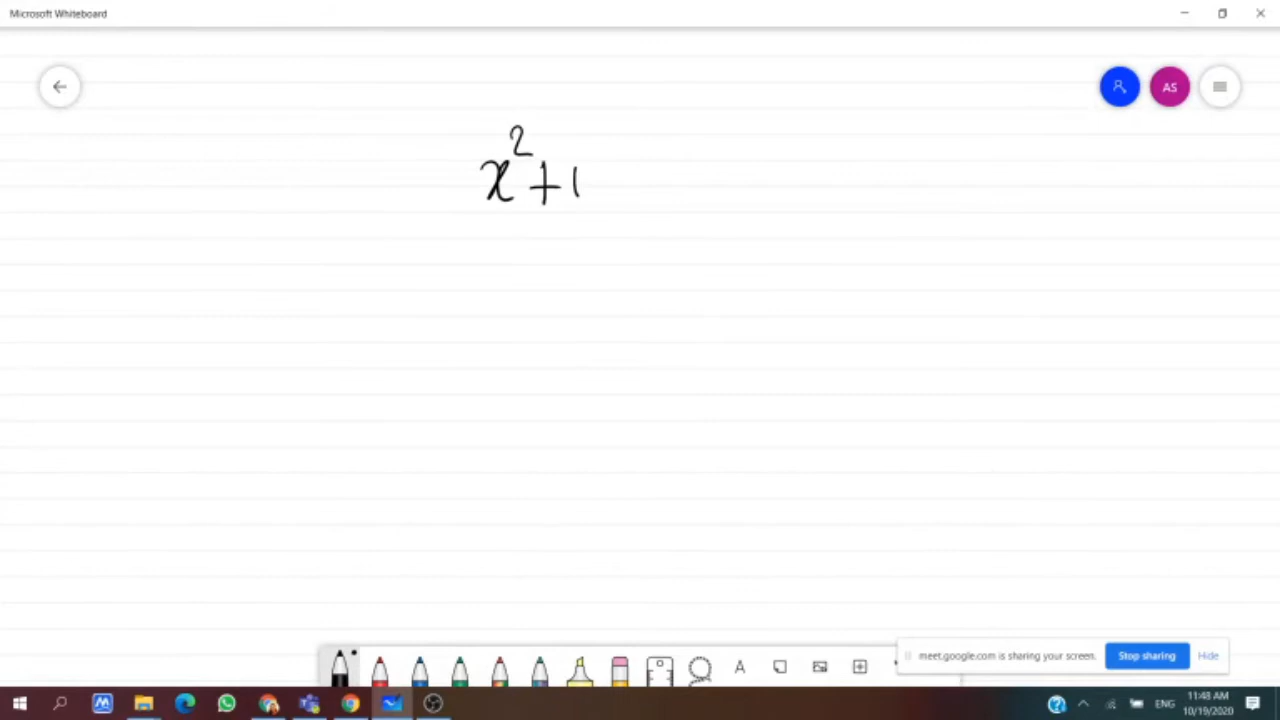 Microsoft Whiteboard
AS
x²+1
A
meet.google.com is sharing your screen.
Stop sharing
Hide
ENG
11:48 AM
10/19/2020